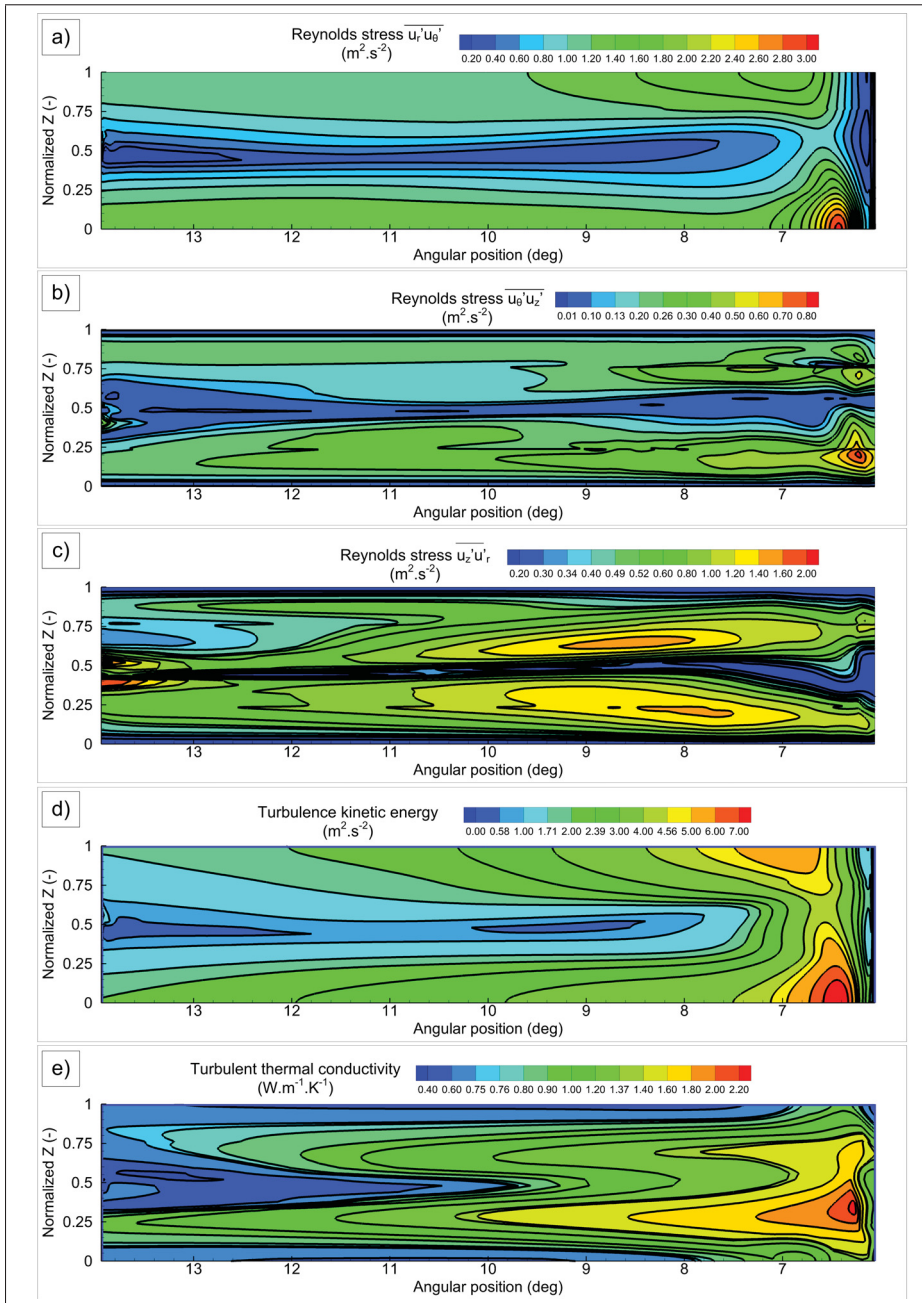 a)
Reynolds stress u_r'u_θ'
(m².s⁻²)
0.20 0.40 0.60 0.80 1.00 1.20 1.40 1.60 1.80 2.00 2.20 2.40 2.60 2.80 3.00
Normalized Z (-)
1
0.75
0.5
0.25
0
13 12 11 10 9 8 7
Angular position (deg)
b)
Reynolds stress u_θ'u_z'
(m².s⁻²)
0.01 0.10 0.13 0.20 0.26 0.30 0.40 0.50 0.60 0.70 0.80
Normalized Z (-)
1
0.75
0.5
0.25
0
13 12 11 10 9 8 7
Angular position (deg)
c)
Reynolds stress u_z'u'_r
(m².s⁻²)
0.20 0.30 0.34 0.40 0.49 0.52 0.60 0.80 1.00 1.20 1.40 1.60 2.00
Normalized Z (-)
1
0.75
0.5
0.25
0
13 12 11 10 9 8 7
Angular position (deg)
d)
Turbulence kinetic energy
(m².s⁻²)
0.00 0.58 1.00 1.71 2.00 2.39 3.00 4.00 4.56 5.00 6.00 7.00
Normalized Z (-)
1
0.75
0.5
0.25
0
13 12 11 10 9 8 7
Angular position (deg)
e)
Turbulent thermal conductivity
(W.m⁻¹.K⁻¹)
0.40 0.60 0.75 0.76 0.80 0.90 1.00 1.20 1.37 1.40 1.60 1.80 2.00 2.20
Normalized Z (-)
1
0.75
0.5
0.25
0
13 12 11 10 9 8 7
Angular position (deg)